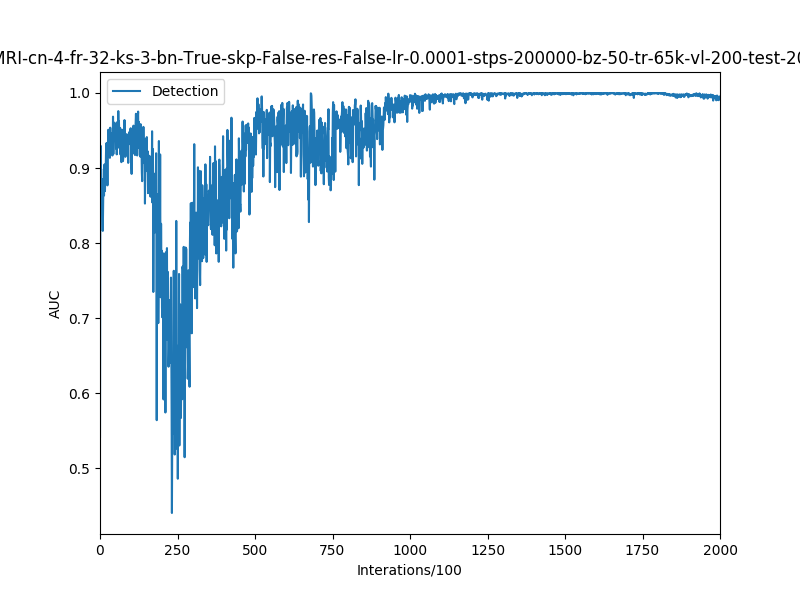 MRI-cn-4-fr-32-ks-3-bn-True-skp-False-res-False-lr-0.0001-stps-200000-bz-50-tr-65k-vl-200-test-20
Detection
1.0
0.9
0.8
0.7
0.6
0.5
AUC
0 250 500 750 1000 1250 1500 1750 2000
Interations/100